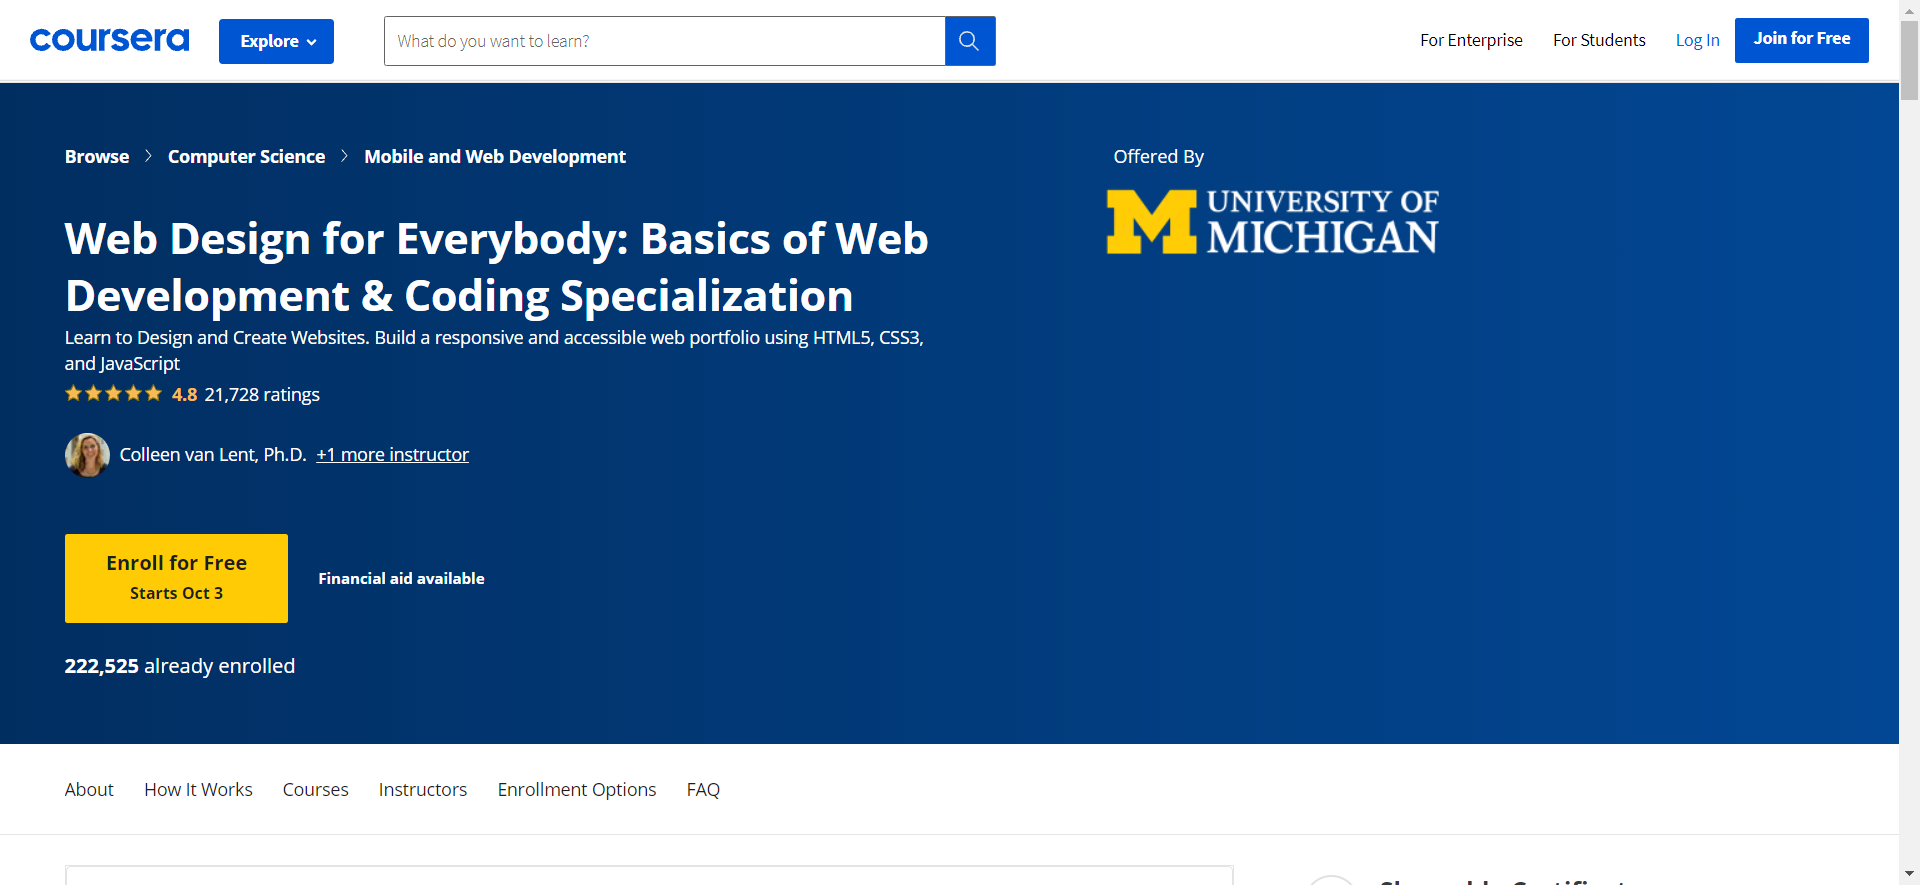 coursera
Explore
What do you want to learn?
For Enterprise
For Students
Log In
Join for Free
Browse
Computer Science
Mobile and Web Development
Offered By
UNIVERSITY OF
MICHIGAN
Web Design for Everybody: Basics of Web
Development & Coding Specialization
Learn to Design and Create Websites. Build a responsive and accessible web portfolio using HTML5, CSS3,
and JavaScript
4.8 21,728 ratings
Colleen van Lent, Ph.D. +1 more instructor
Enroll for Free
Starts Oct 3
Financial aid available
222,525 already enrolled
About
How It Works
Courses
Instructors
Enrollment Options
FAQ